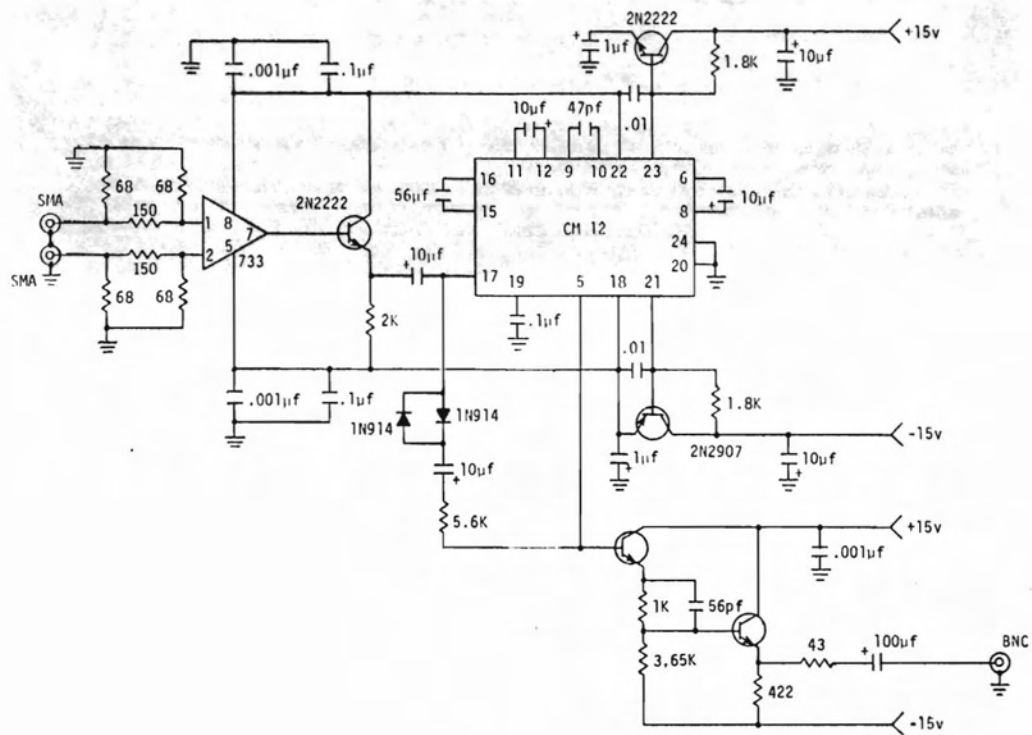 2N2222
+15v
1µf
.001µf
.1µf
1.8K
10µf
10µf
47pf
.01
11 12 9 10 22 23
68
68
16
56µf
15
6
10µf
8
SMA
150
1
8
7
2N2222
CM 12
24
20
SMA
150
2
5
733
10µf
17
19 5 18 21
68
68
2K
.1µf
.01
.001µf
.1µf
1N914
1N914
1.8K
-15v
1µf
2N2907
10µf
10µf
5.6K
+15v
.001µf
1K
56pf
3.65K
43
100µf
BNC
422
-15v